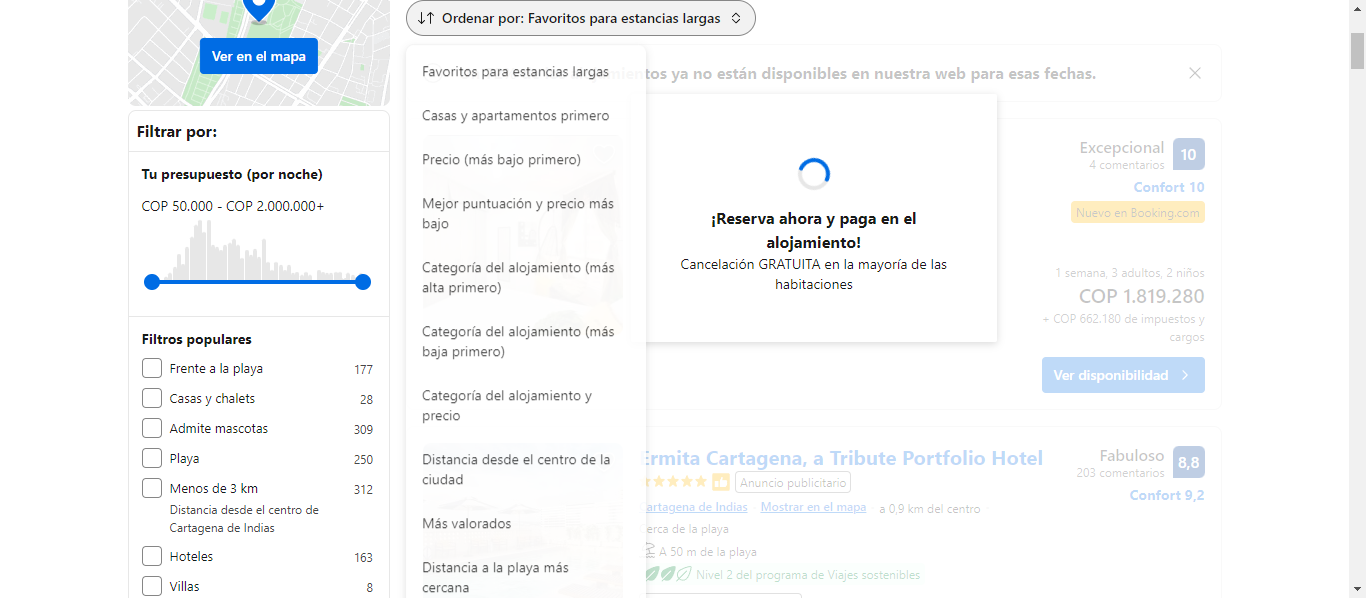 Ordenar por: Favoritos para estancias largas
Ver en el mapa
Filtrar por:
Tu presupuesto (por noche)
COP 50.000 - COP 2.000.000+
Filtros populares
Frente a la playa 177
Casas y chalets 28
Admite mascotas 309
Playa 250
Menos de 3 km 312
Distancia desde el centro de
Cartagena de Indias
Hoteles 163
Villas 8
Favoritos para estancias largas
Casas y apartamentos primero
Precio (más bajo primero)
Mejor puntuación y precio más
bajo
Categoría del alojamiento (más
alta primero)
Categoría del alojamiento (más
baja primero)
Categoría del alojamiento y
precio
Distancia desde el centro de la
ciudad
Más valorados
Distancia a la playa más
cercana
ya no están disponibles en nuestra web para esas fechas.
¡Reserva ahora y paga en el
alojamiento!
Cancelación GRATUITA en la mayoría de las
habitaciones
Excepcional 10
4 comentarios
Confort 10
Nuevo en Booking.com
1 semana, 3 adultos, 2 niños
COP 1.819.280
+ COP 662.180 de impuestos y
cargos
Ver disponibilidad
Ermita Cartagena, a Tribute Portfolio Hotel
Anuncio publicitario
de Indias Mostrar en el mapa a 0,9 km del centro
de la playa
A 50 m de la playa
Nivel 2 del programa de Viajes sostenibles
Fabuloso 8,8
203 comentarios
Confort 9,2